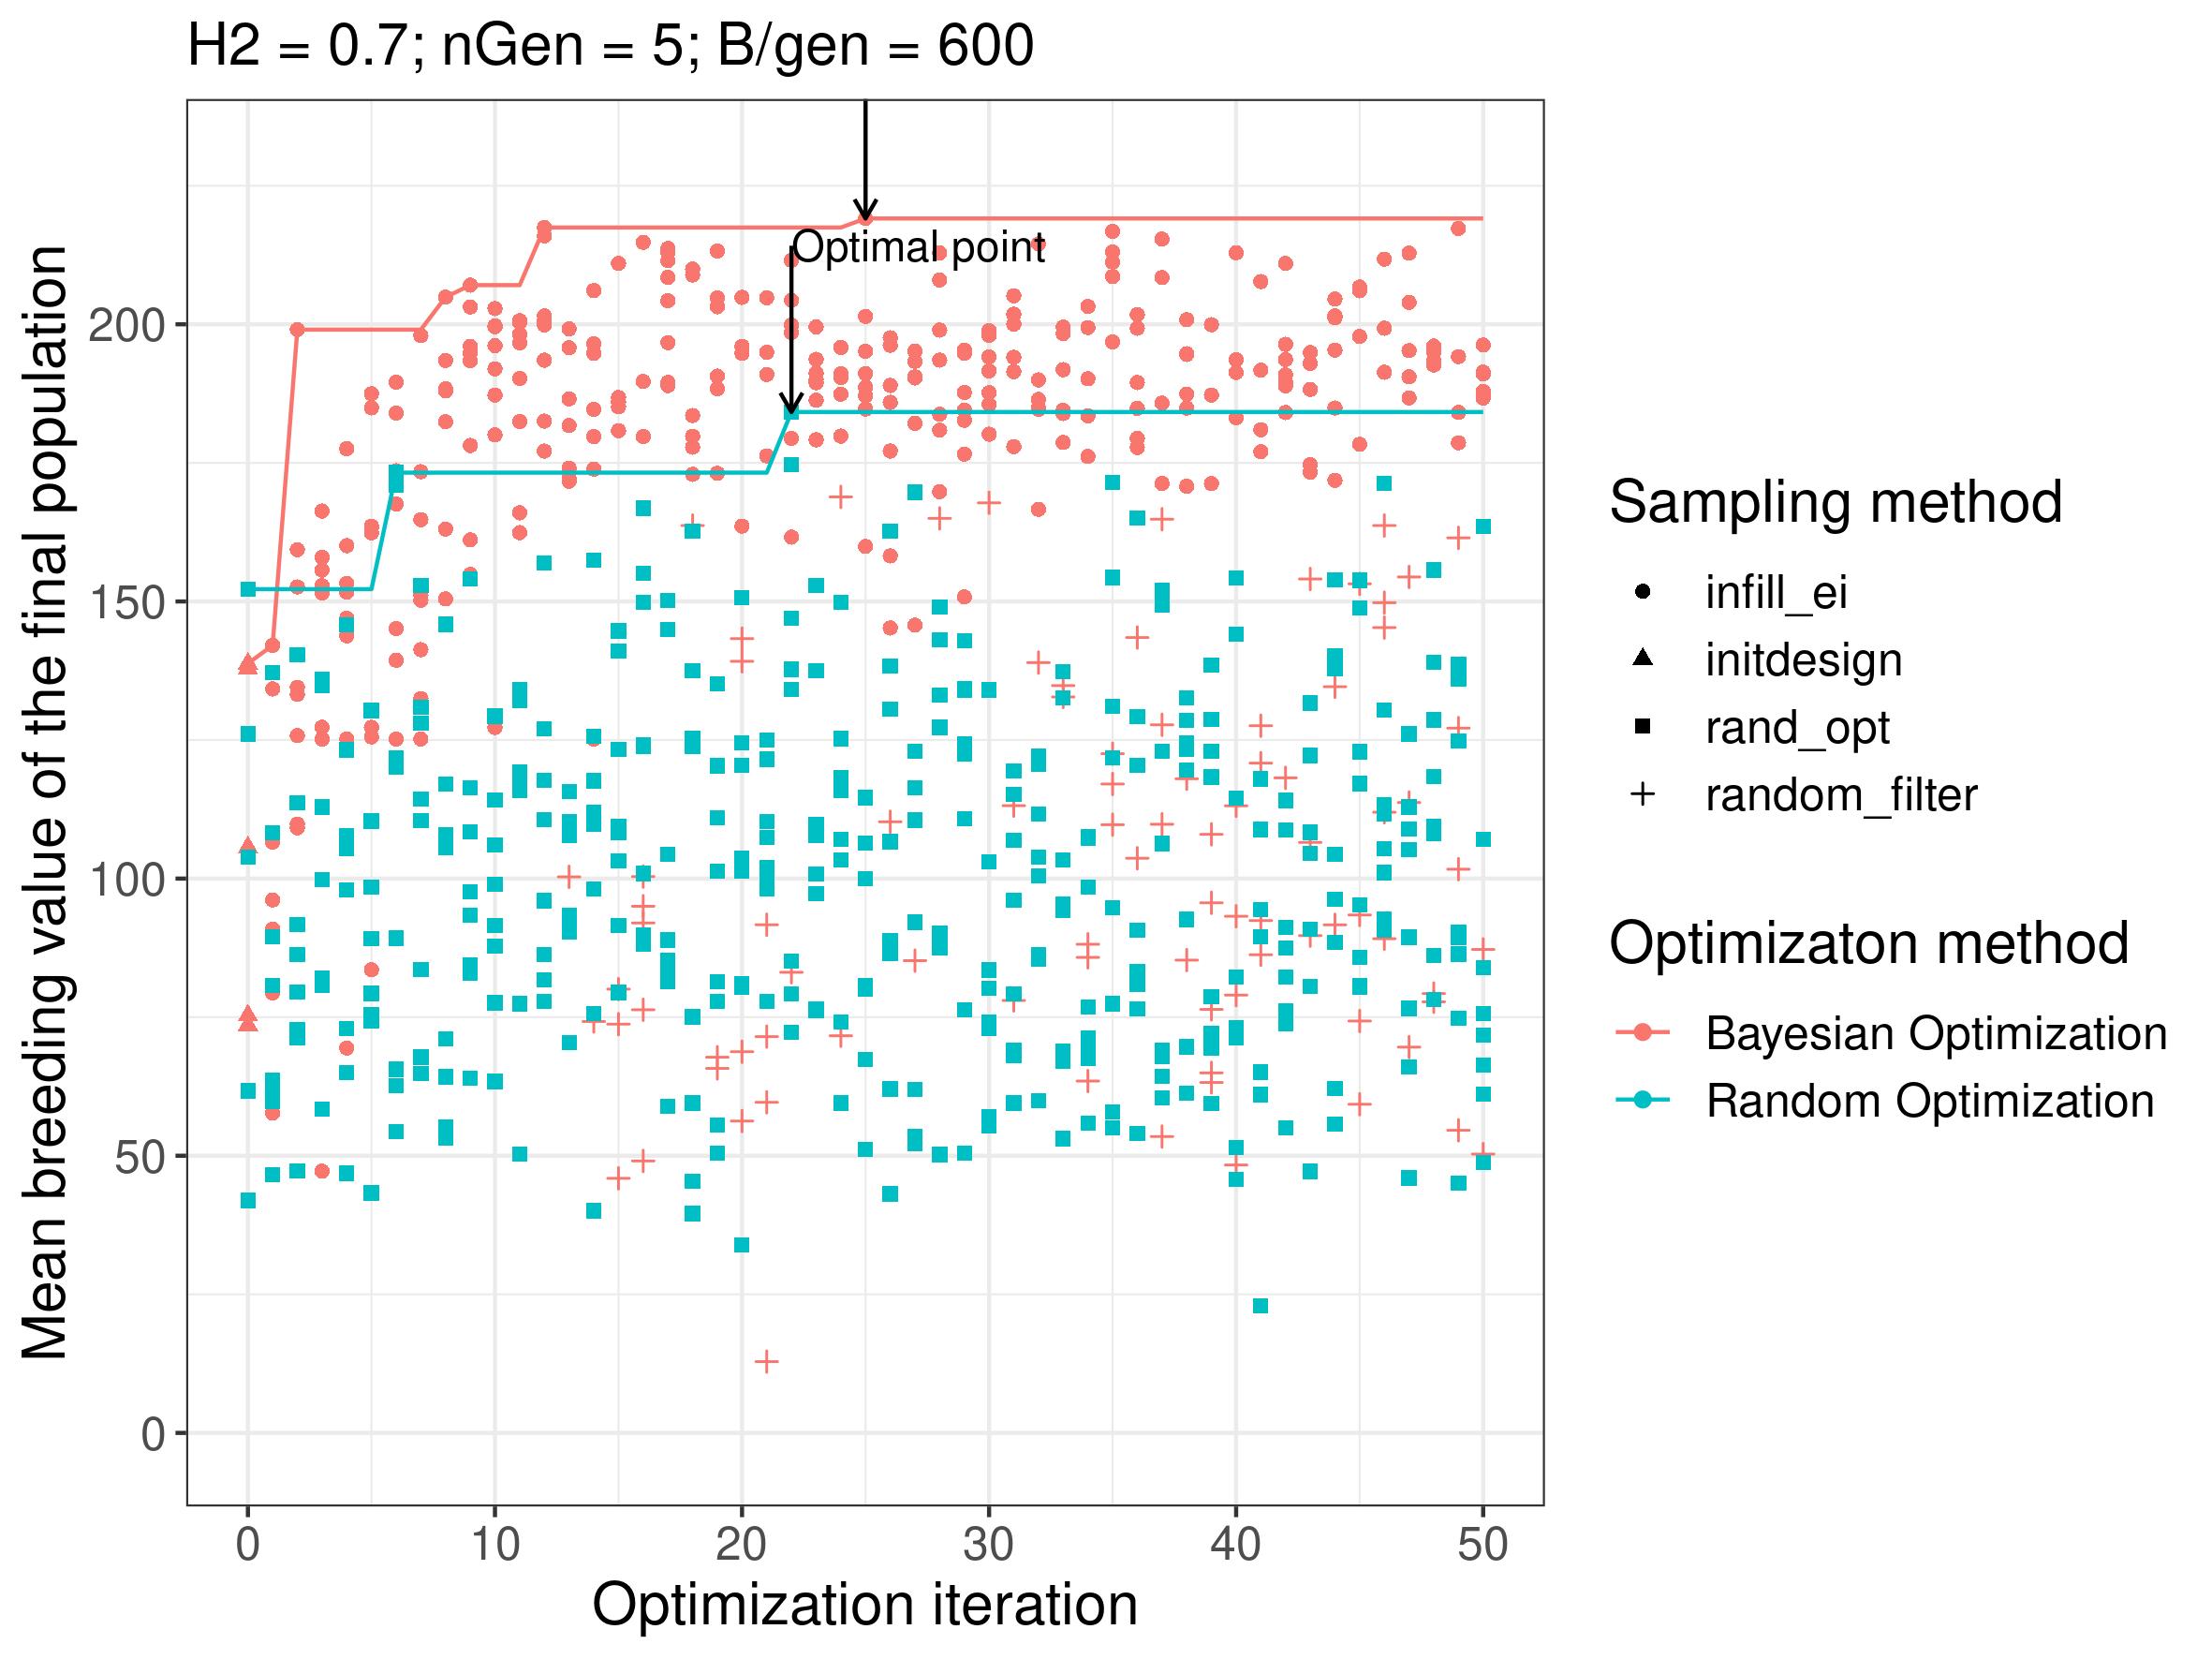 H2 = 0.7; nGen = 5; B/gen = 600
Mean breeding value of the final population
200
150
100
50
0
Optimal point
0 10 20 30 40 50
Optimization iteration
Sampling method
infill_ei
initdesign
rand_opt
random_filter
Optimizaton method
Bayesian Optimization
Random Optimization